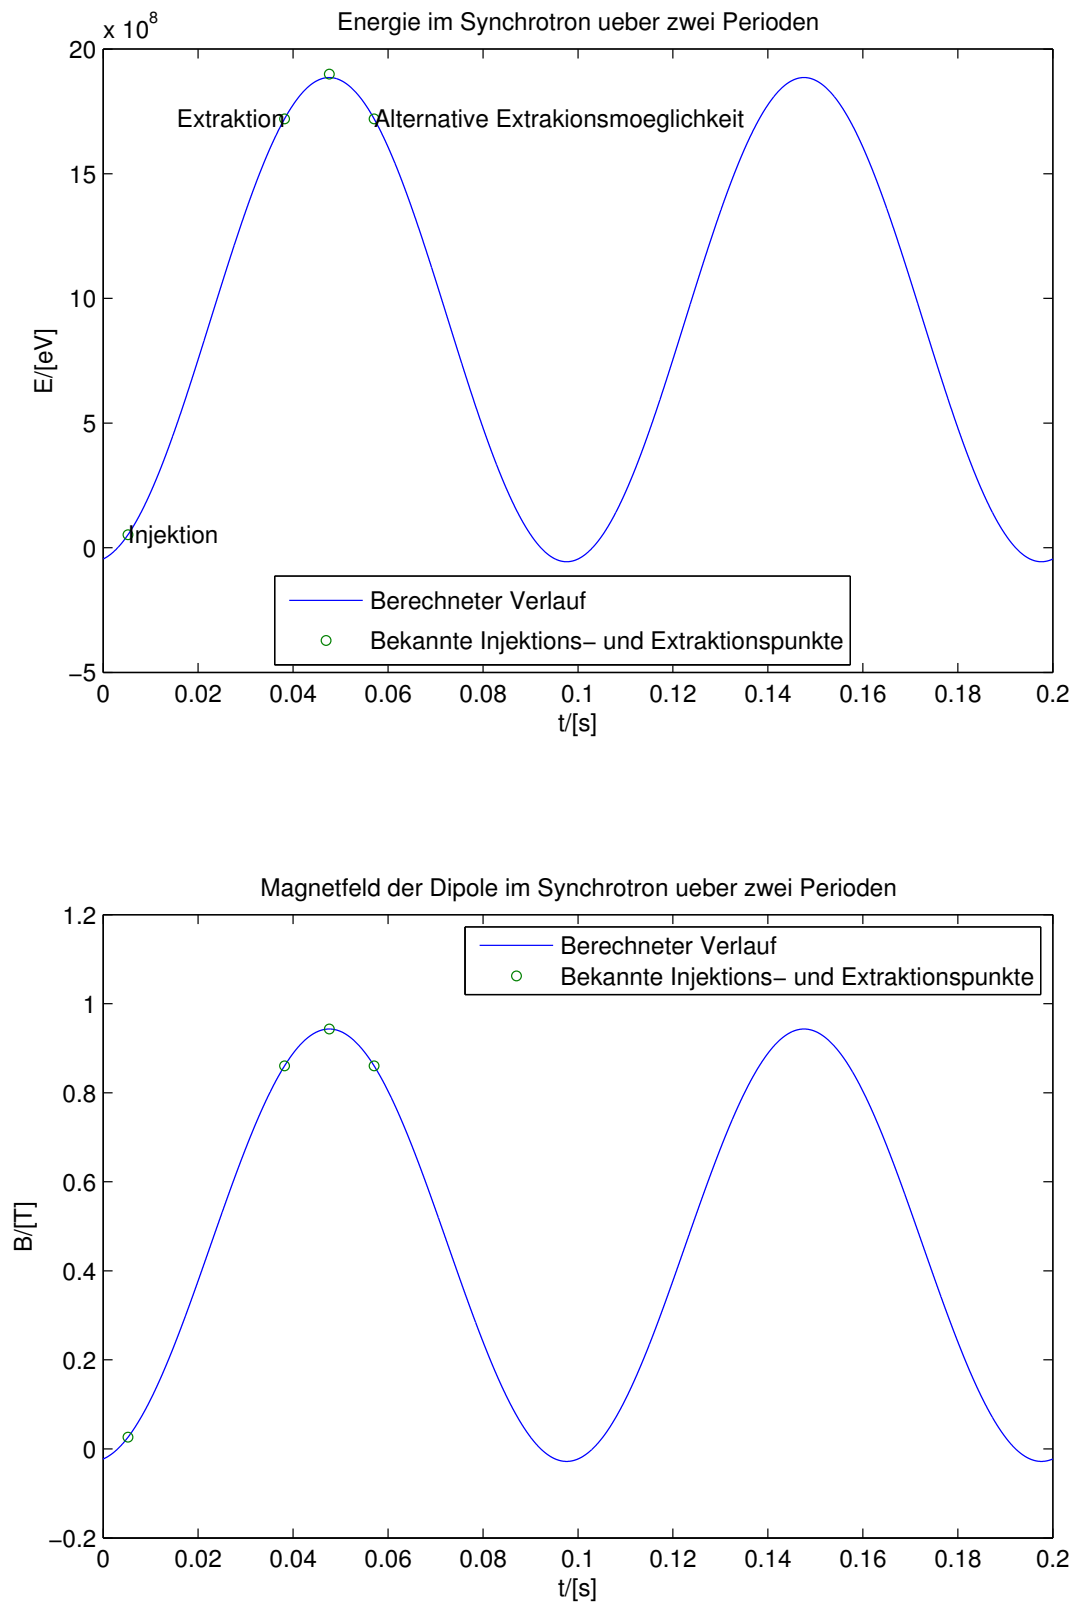 Energie im Synchrotron ueber zwei Perioden
x 10^8
20
15
10
5
0
−5
E/[eV]
Extraktion
Alternative Extrakionsmoeglichkeit
Injektion
Berechneter Verlauf
Bekannte Injektions− und Extraktionspunkte
0 0.02 0.04 0.06 0.08 0.1 0.12 0.14 0.16 0.18 0.2
t/[s]
Magnetfeld der Dipole im Synchrotron ueber zwei Perioden
1.2
1
0.8
0.6
0.4
0.2
0
−0.2
B/[T]
Berechneter Verlauf
Bekannte Injektions− und Extraktionspunkte
0 0.02 0.04 0.06 0.08 0.1 0.12 0.14 0.16 0.18 0.2
t/[s]